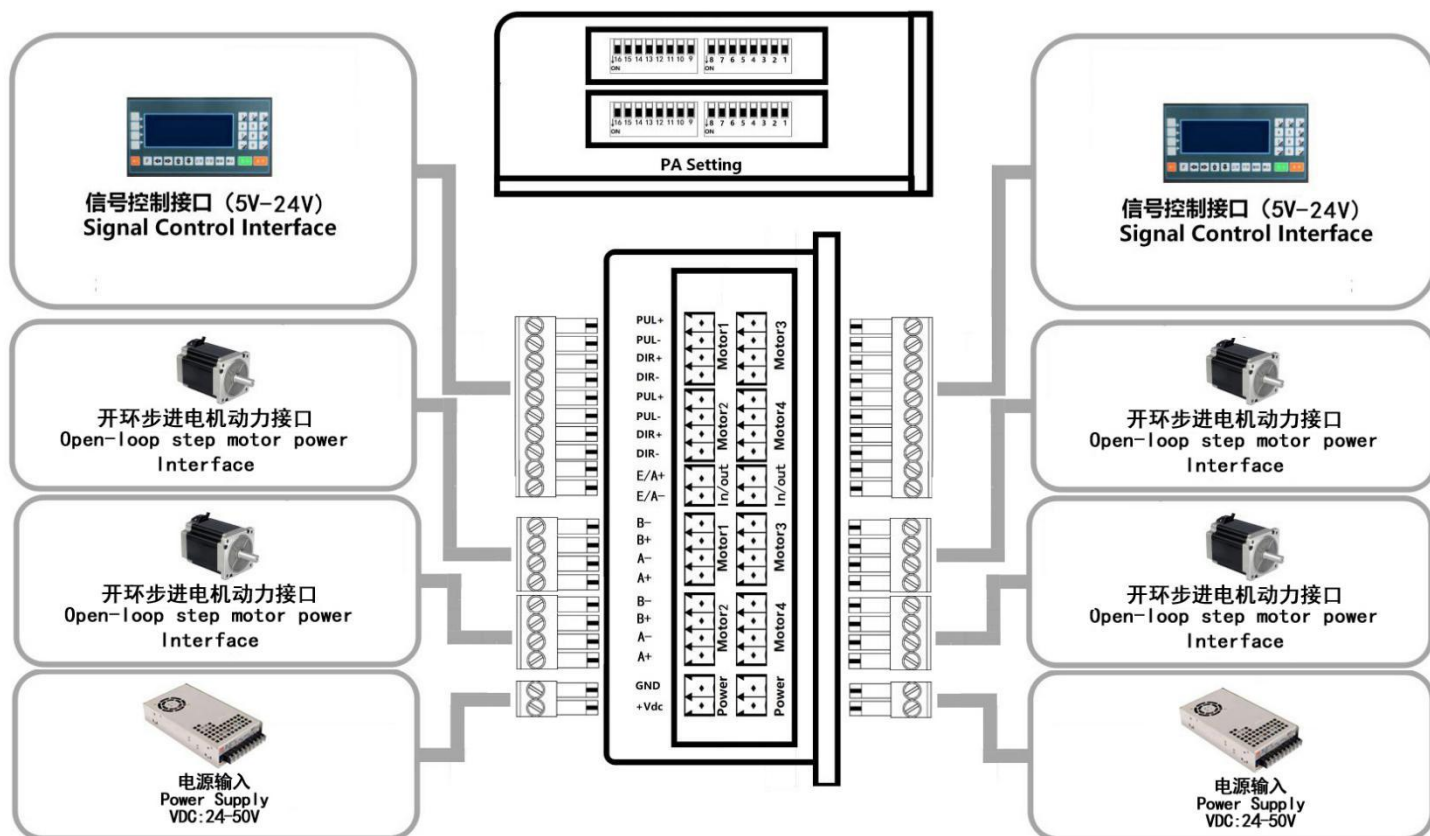 ↓16 15 14 13 12 11 10 9
ON
↓8 7 6 5 4 3 2 1
ON
↓16 15 14 13 12 11 10 9
ON
↓8 7 6 5 4 3 2 1
ON
PA Setting
信号控制接口（5V-24V）
Signal Control Interface
开环步进电机动力接口
Open-loop step motor power
Interface
开环步进电机动力接口
Open-loop step motor power
Interface
电源输入
Power Supply
VDC:24-50V
PUL+
PUL-
DIR+
DIR-
PUL+
PUL-
DIR+
DIR-
E/A+
E/A-
B-
B+
A-
A+
B-
B+
A-
A+
GND
+Vdc
Motor1
Motor2
In/out
Motor1
Motor2
Power
Motor3
Motor4
In/out
Motor3
Motor4
Power
信号控制接口（5V-24V）
Signal Control Interface
开环步进电机动力接口
Open-loop step motor power
Interface
开环步进电机动力接口
Open-loop step motor power
Interface
电源输入
Power Supply
VDC:24-50V